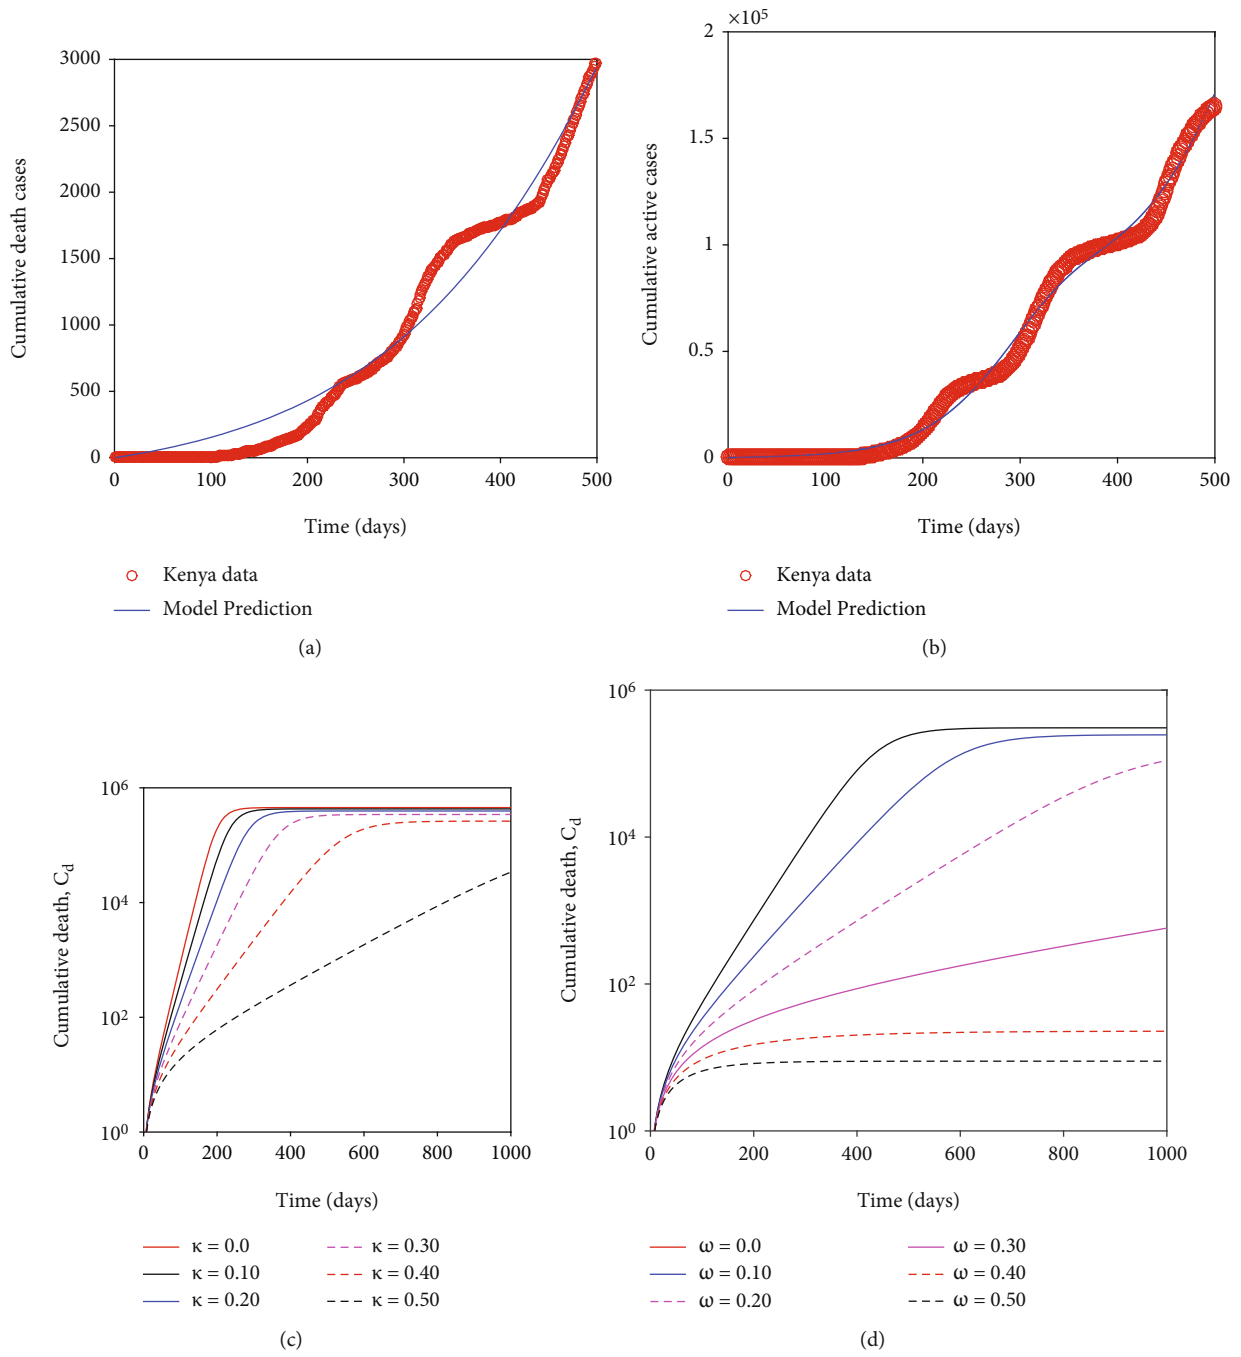 3000
2500
2000
1500
1000
500
0
Cumulative death cases
0 100 200 300 400 500
Time (days)
Kenya data
Model Prediction
(a)
×10⁵
2
1.5
1
0.5
0
Cumulative active cases
0 100 200 300 400 500
Time (days)
Kenya data
Model Prediction
(b)
10⁶
10⁴
10²
10⁰
Cumulative death, C_d
0 200 400 600 800 1000
Time (days)
κ = 0.0 κ = 0.30
κ = 0.10 κ = 0.40
κ = 0.20 κ = 0.50
(c)
10⁶
10⁴
10²
10⁰
Cumulative death, C_d
0 200 400 600 800 1000
Time (days)
ω = 0.0 ω = 0.30
ω = 0.10 ω = 0.40
ω = 0.20 ω = 0.50
(d)